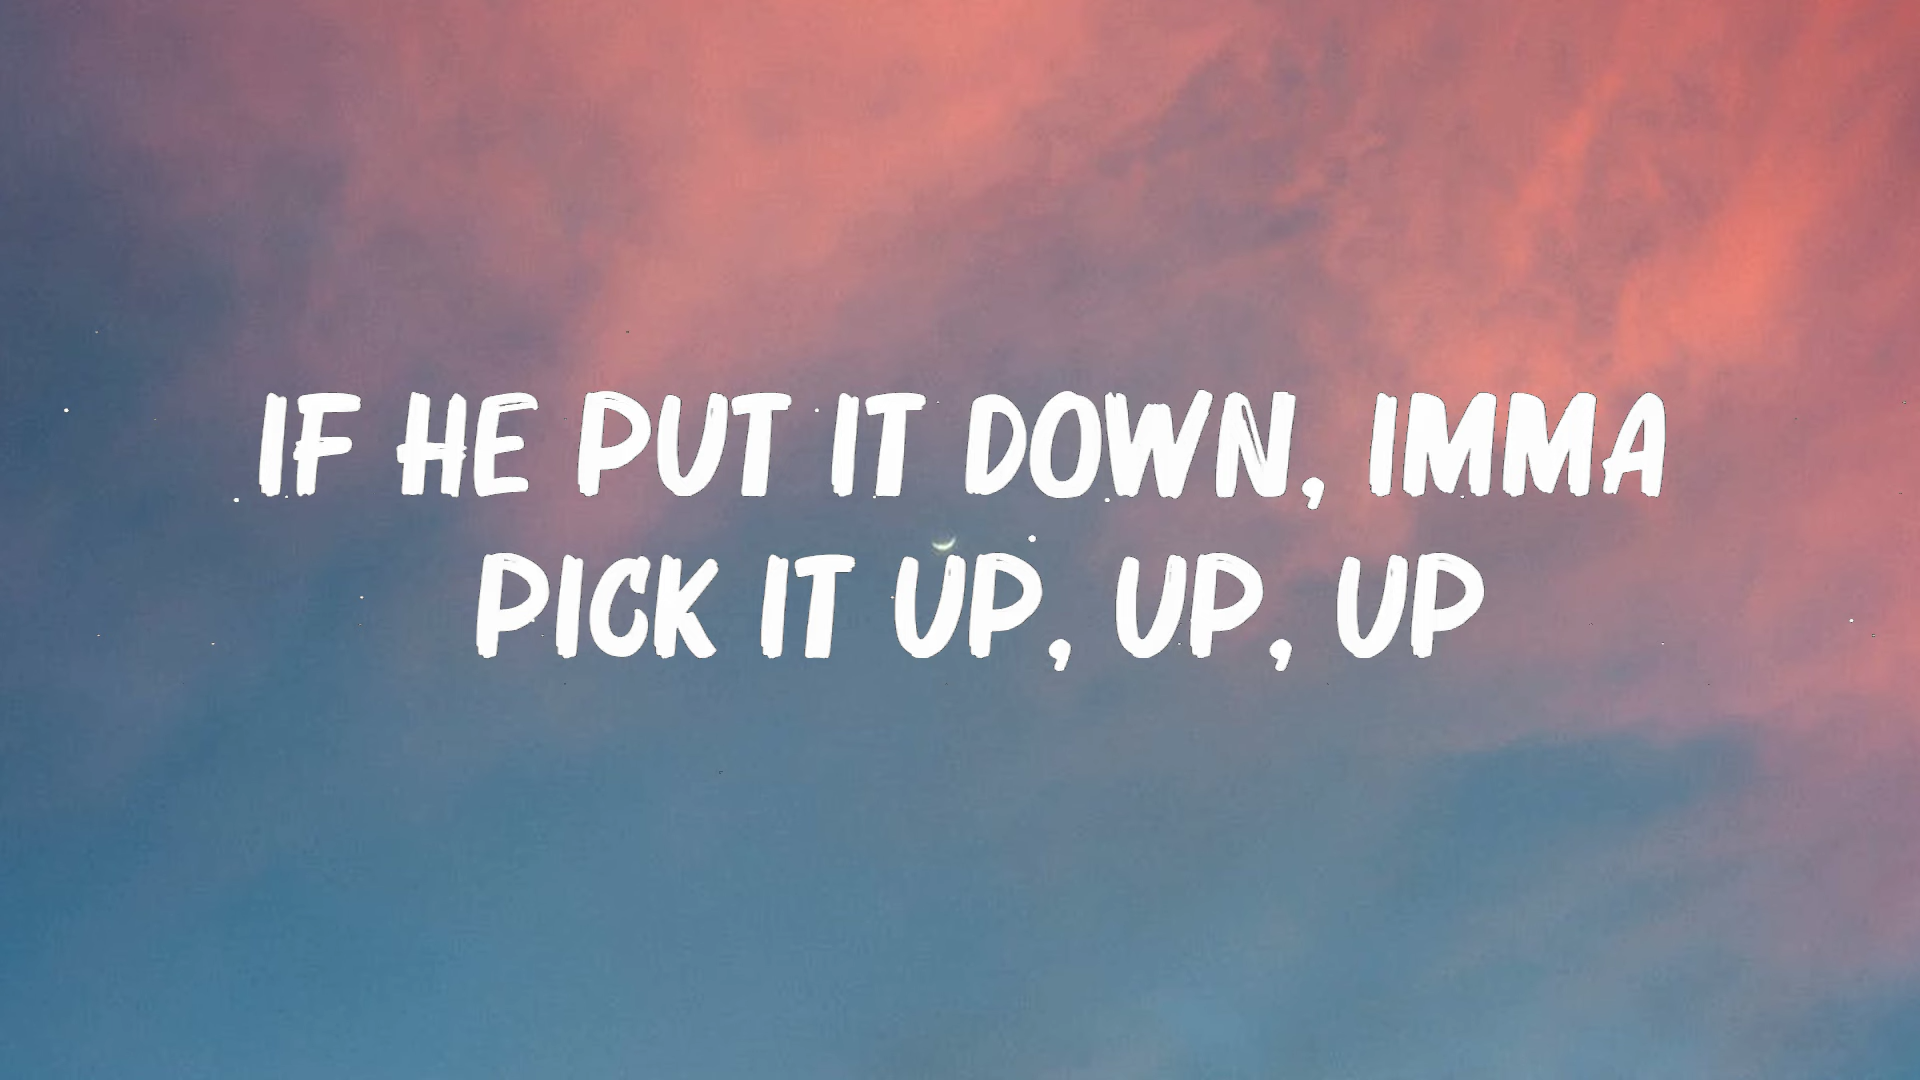 IF HE PUT IT DOWN, IMMA
PICK IT UP, UP, UP